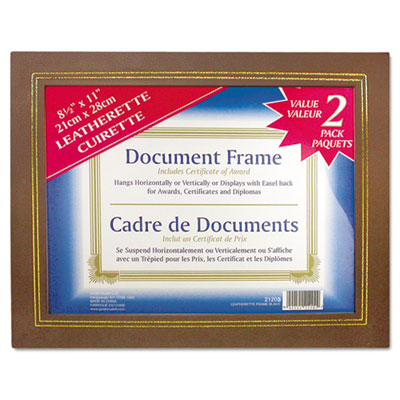 8½" x 11"
21cm x 28cm
LEATHERETTE
CUIRETTE
VALUE
VALEUR
2
PACK
PAQUETS
Document Frame
Includes Certificate of Award
Hangs Horizontally or Vertically or Displays with Easel back
for Awards, Certificates and Diplomas
Cadre de Documents
Inclut un Certificat de Prix
Se Suspend Horizontalement ou Verticalement ou S'affiche
avec un Trépied pour les Prix, les Certificat et les Diplômes
21202
LEATHERETTE FRAME